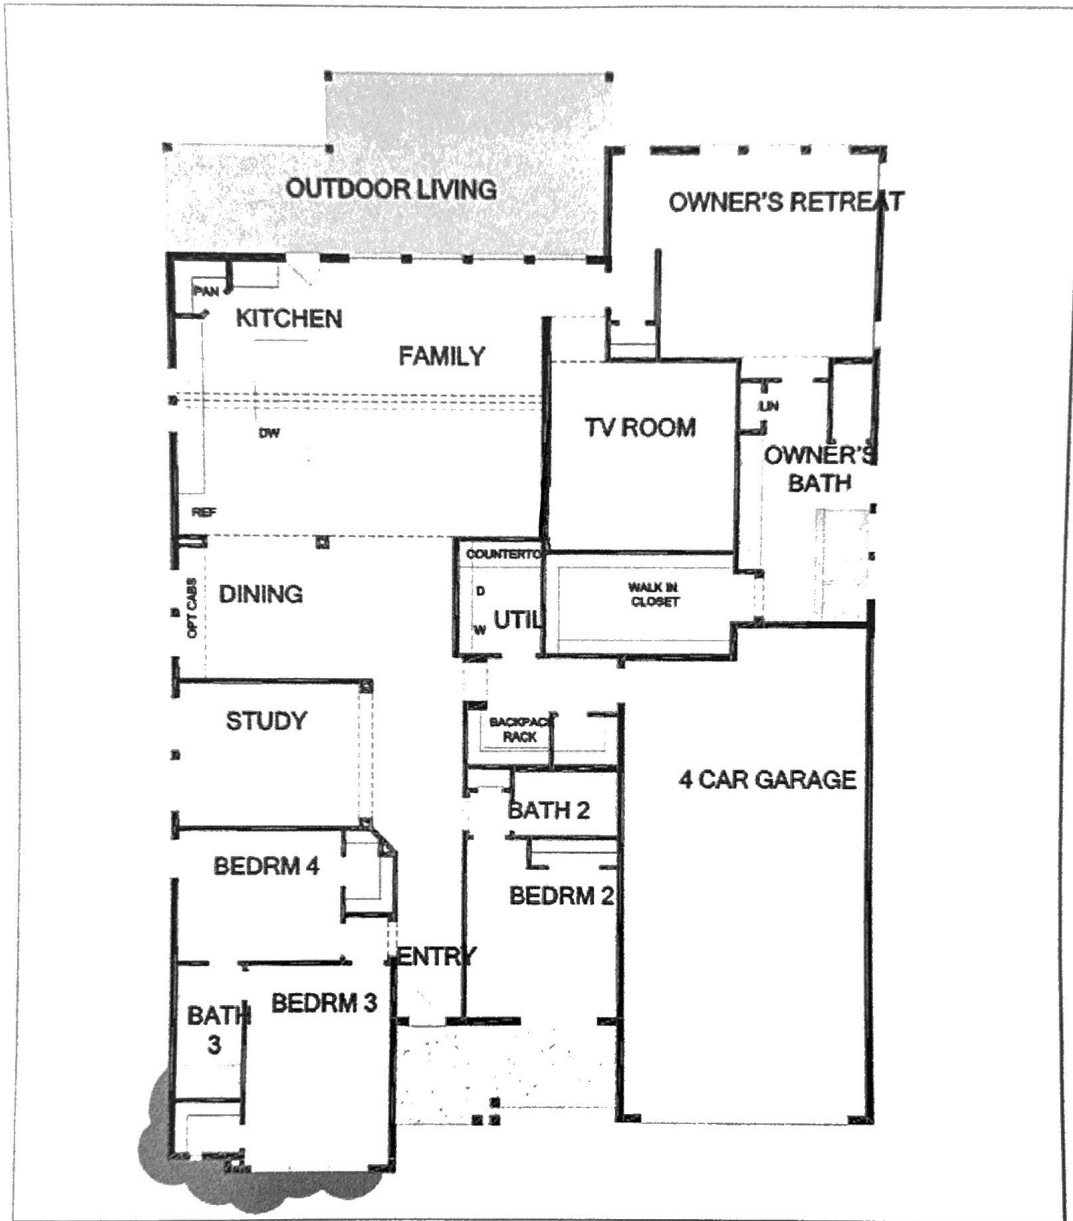 OUTDOOR LIVING
OWNER'S RETREAT
PAN
KITCHEN
FAMILY
LIN
TV ROOM
DW
OWNER'S
BATH
REF
COUNTERTO
DINING
OPT CABS
D
W
UTIL
WALK IN
CLOSET
STUDY
BACKPACK
RACK
4 CAR GARAGE
BATH 2
BEDRM 4
BEDRM 2
ENTRY
BEDRM 3
BATH
3